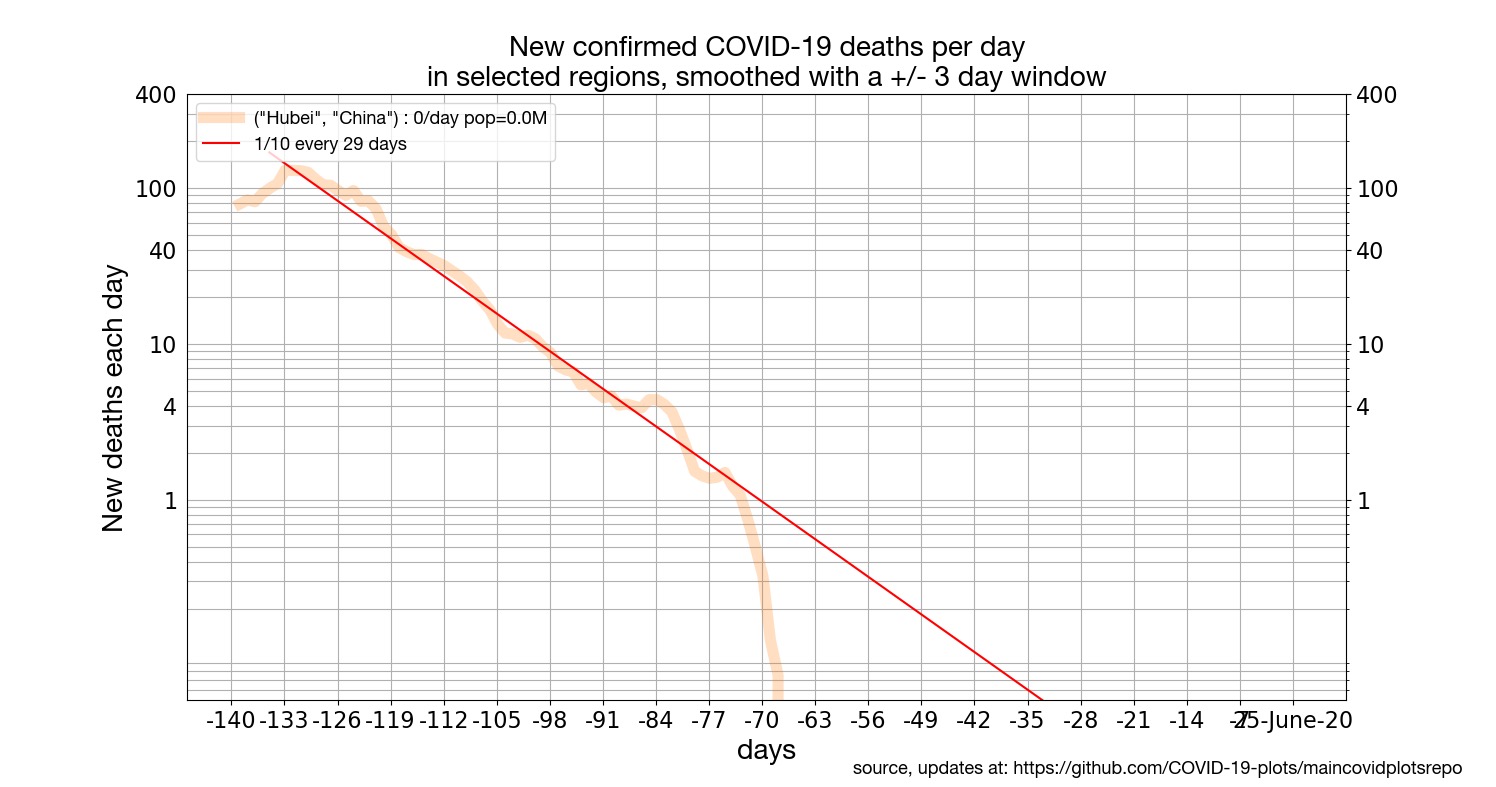 New confirmed COVID-19 deaths per day
in selected regions, smoothed with a +/- 3 day window
400
400
("Hubei", "China") : 0/day pop=0.0M
1/10 every 29 days
100
100
40
40
10
10
4
4
1
1
New deaths each day
-140 -133 -126 -119 -112 -105 -98 -91 -84 -77 -70 -63 -56 -49 -42 -35 -28 -21 -14 -7 25-June-20
days
source, updates at: https://github.com/COVID-19-plots/maincovidplotsrepo